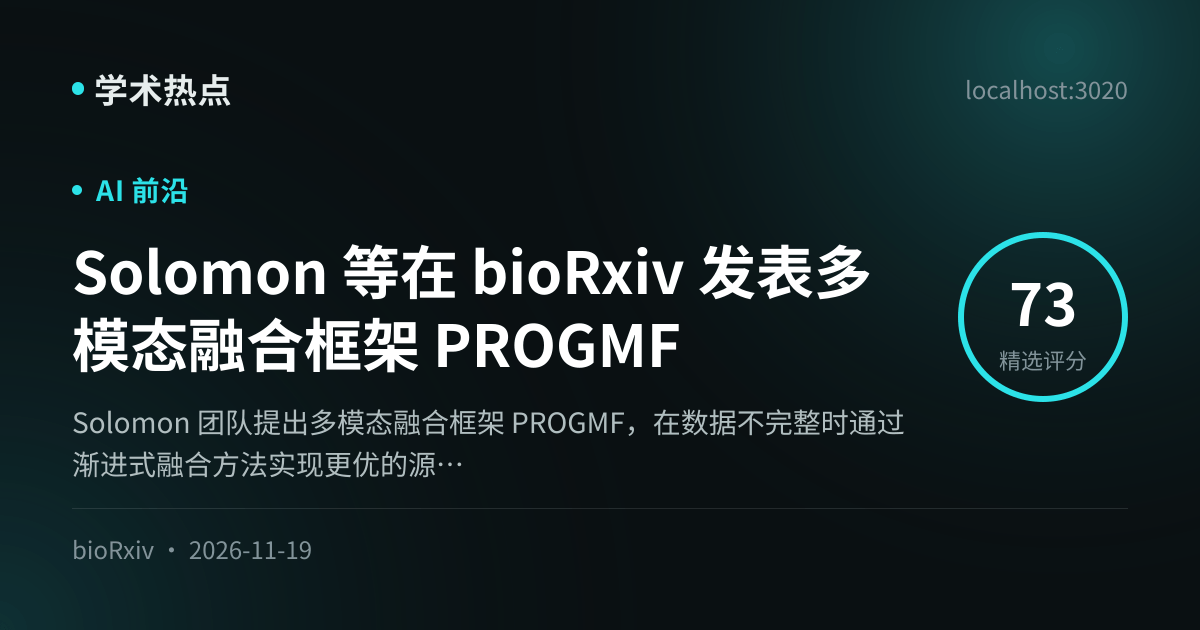 学术热点
localhost:3020
AI 前沿
Solomon 等在 bioRxiv 发表多
模态融合框架 PROGMF
73
精选评分
Solomon 团队提出多模态融合框架 PROGMF，在数据不完整时通过
渐进式融合方法实现更优的源…
bioRxiv • 2026-11-19